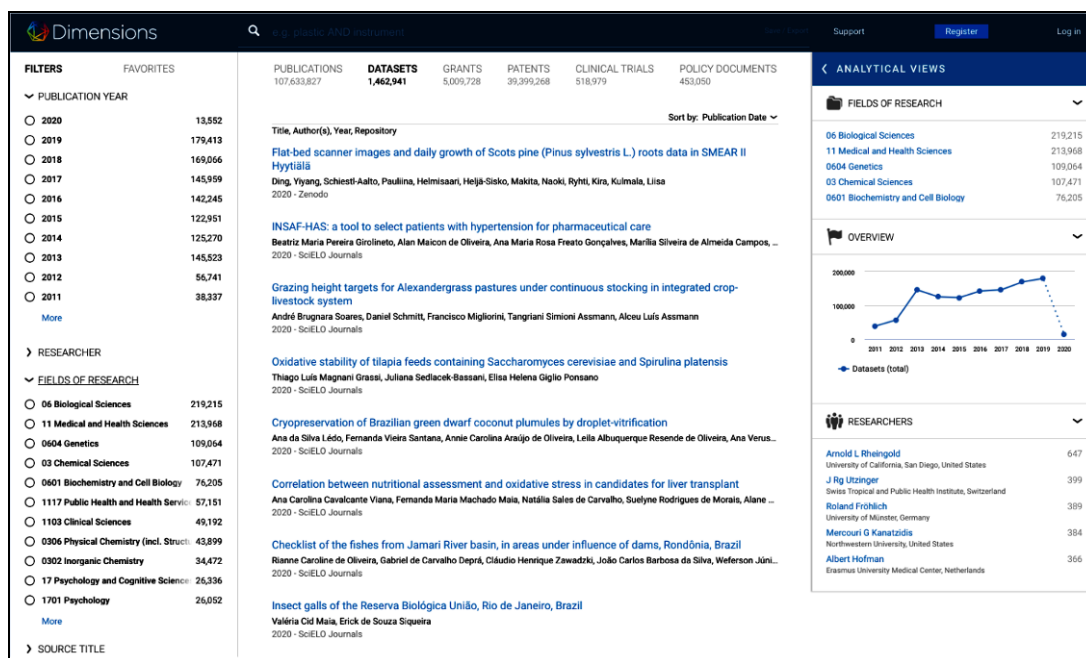 Dimensions
e.g. plastic AND instrument
Support
Register
Log in
FILTERS
FAVORITES
PUBLICATION YEAR
2020 13,552
2019 179,413
2018 169,066
2017 145,959
2016 142,245
2015 122,951
2014 125,270
2013 145,523
2012 56,741
2011 38,337
More
RESEARCHER
FIELDS OF RESEARCH
06 Biological Sciences 219,215
11 Medical and Health Sciences 213,968
0604 Genetics 109,064
03 Chemical Sciences 107,471
0601 Biochemistry and Cell Biology 76,205
1117 Public Health and Health Servic 57,151
1103 Clinical Sciences 49,192
0306 Physical Chemistry (incl. Structu 43,899
0302 Inorganic Chemistry 34,472
17 Psychology and Cognitive Science 26,336
1701 Psychology 26,052
More
SOURCE TITLE
PUBLICATIONS DATASETS GRANTS PATENTS CLINICAL TRIALS POLICY DOCUMENTS
107,633,827 1,462,941 5,009,728 39,399,268 518,979 453,050
Sort by: Publication Date
Title, Author(s), Year, Repository
Flat-bed scanner images and daily growth of Scots pine (Pinus sylvestris L.) roots data in SMEAR II
Hyytiälä
Ding, Yiyang, Schiestl-Aalto, Pauliina, Helmisaari, Heljä-Sisko, Makita, Naoki, Ryhti, Kira, Kulmala, Liisa
2020 - Zenodo
INSAF-HAS: a tool to select patients with hypertension for pharmaceutical care
Beatriz Maria Pereira Girolineto, Alan Maicon de Oliveira, Ana Maria Rosa Freato Gonçalves, Marília Silveira de Almeida Campos, ...
2020 - SciELO Journals
Grazing height targets for Alexandergrass pastures under continuous stocking in integrated crop-
livestock system
André Brugnara Soares, Daniel Schmitt, Francisco Migliorini, Tangriani Simioni Assmann, Alceu Luís Assmann
2020 - SciELO Journals
Oxidative stability of tilapia feeds containing Saccharomyces cerevisiae and Spirulina platensis
Thiago Luís Magnani Grassi, Juliana Sedlacek-Bassani, Elisa Helena Giglio Ponsano
2020 - SciELO Journals
Cryopreservation of Brazilian green dwarf coconut plumules by droplet-vitrification
Ana da Silva Lédo, Fernanda Vieira Santana, Annie Carolina Araújo de Oliveira, Leila Albuquerque Resende de Oliveira, Ana Verus...
2020 - SciELO Journals
Correlation between nutritional assessment and oxidative stress in candidates for liver transplant
Ana Carolina Cavalcante Viana, Fernanda Maria Machado Maia, Natália Sales de Carvalho, Suelyne Rodrigues de Morais, Alane ...
2020 - SciELO Journals
Checklist of the fishes from Jamari River basin, in areas under influence of dams, Rondônia, Brazil
Rianne Caroline de Oliveira, Gabriel de Carvalho Deprá, Cláudio Henrique Zawadzki, João Carlos Barbosa da Silva, Weferson Júni...
2020 - SciELO Journals
Insect galls of the Reserva Biológica União, Rio de Janeiro, Brazil
Valéria Cid Maia, Erick de Souza Siqueira
2020 - SciELO Journals
ANALYTICAL VIEWS
FIELDS OF RESEARCH
06 Biological Sciences 219,215
11 Medical and Health Sciences 213,968
0604 Genetics 109,064
03 Chemical Sciences 107,471
0601 Biochemistry and Cell Biology 76,205
OVERVIEW
200,000
100,000
0
2011 2012 2013 2014 2015 2016 2017 2018 2019 2020
Datasets (total)
RESEARCHERS
Arnold L Rheingold 647
University of California, San Diego, United States
J Rg Utzinger 399
Swiss Tropical and Public Health Institute, Switzerland
Roland Fröhlich 389
University of Münster, Germany
Mercouri G Kanatzidis 384
Northwestern University, United States
Albert Hofman 366
Erasmus University Medical Center, Netherlands